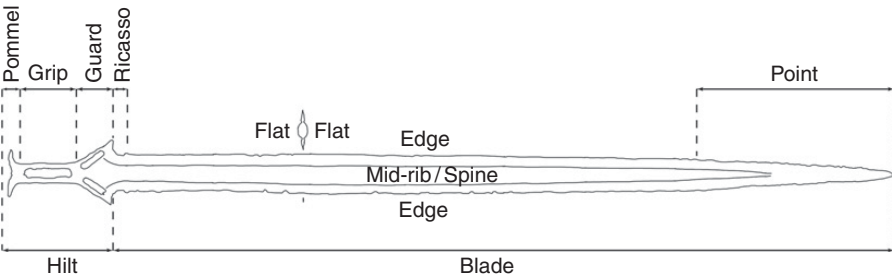 Pommel
Grip
Guard
Ricasso
Point
Flat
Flat
Edge
Mid-rib/Spine
Edge
Hilt
Blade